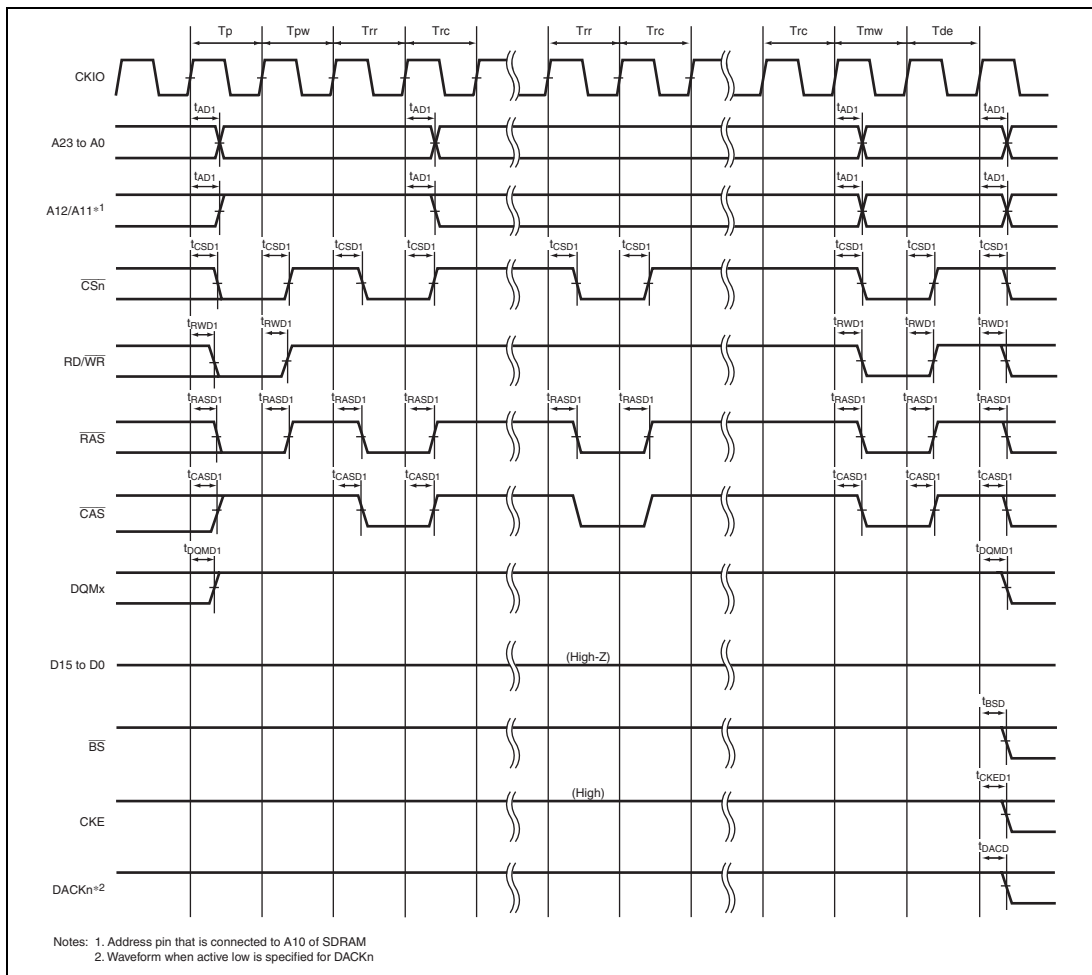 Tp Tpw Trr Trc Trr Trc Trc Tmw Tde
CKIO
tAD1 tAD1 tAD1 tAD1
A23 to A0
tAD1 tAD1 tAD1 tAD1
A12/A11*1
tCSD1 tCSD1 tCSD1 tCSD1 tCSD1 tCSD1 tCSD1 tCSD1 tCSD1
CSn
tRWD1 tRWD1 tRWD1 tRWD1 tRWD1
RD/WR
tRASD1 tRASD1 tRASD1 tRASD1 tRASD1 tRASD1 tRASD1 tRASD1 tRASD1
RAS
tCASD1 tCASD1 tCASD1 tCASD1 tCASD1 tCASD1
CAS
tDQMD1 tDQMD1
DQMx
(High-Z)
D15 to D0
tBSD
BS
tCKED1
(High)
CKE
tDACD
DACKn*2
Notes: 1. Address pin that is connected to A10 of SDRAM
2. Waveform when active low is specified for DACKn